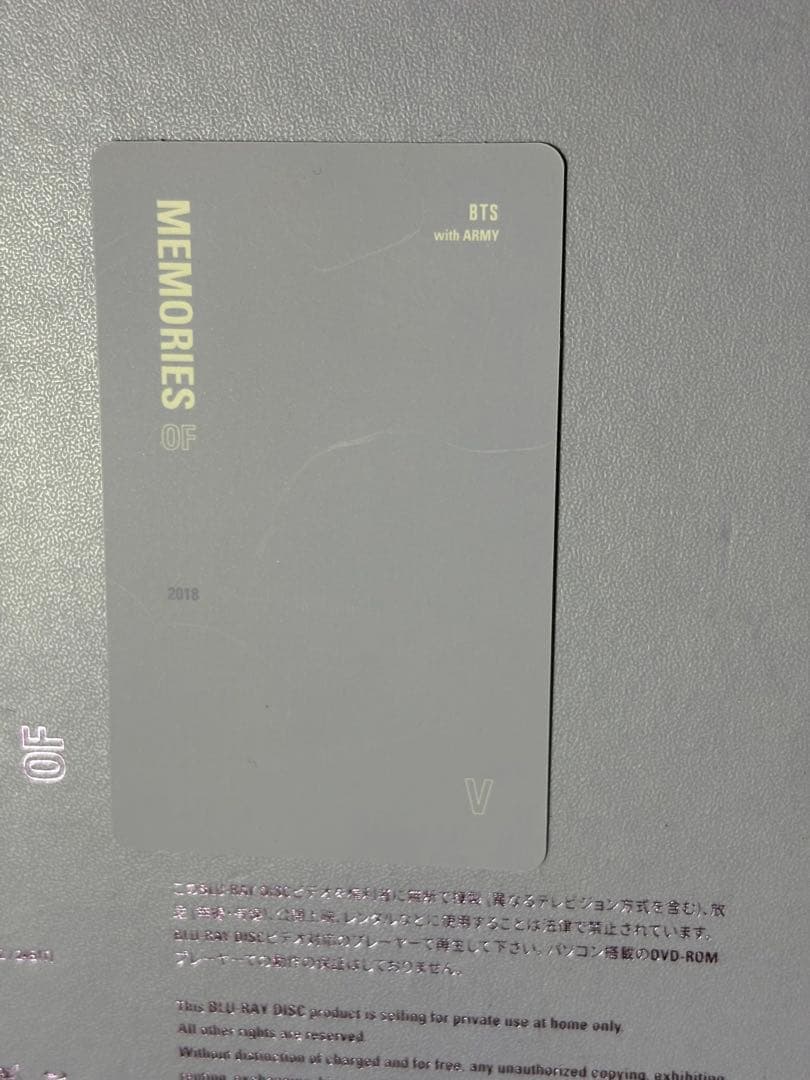 MEMORIES OF
BTS
with ARMY
2018
V
OF
このBLU-RAY DISCビデオを権利者に無断で複製(異なるテレビジョン方式を含む)、放
送(無線・有線)、公開上映、レンタルなどに使用することは法律で禁止されています。
BLU-RAY DISCビデオ対応のプレーヤーで再生して下さい。パソコン搭載のDVD-ROM
プレーヤーでの動作の保証はしておりません。
This BLU-RAY DISC product is selling for private use at home only.
All other rights are reserved
Without distinction of charged and for free, any unauthorized copying, exhibiting
renting, exchanging